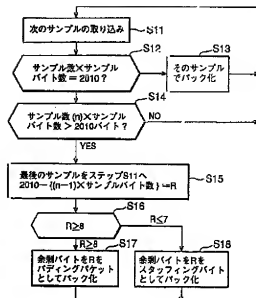 S11
次のサンプルの取り込み
S12
サンプル数×サンプル
バイト数=2010?
S13
そのサンプル
でパック化
S14
サンプル数(n)×サンプル
バイト数>2010バイト?
NO
YES
最後のサンプルをステップS11へ
2010-{(n-1)×サンプルバイト数}=R
S15
S16
R≥8
R≤7
R≥8
S17
S18
余剰バイトをRを
パディングパケット
としてパック化
余剰バイトをRを
スタッフィングバイト
としてパック化